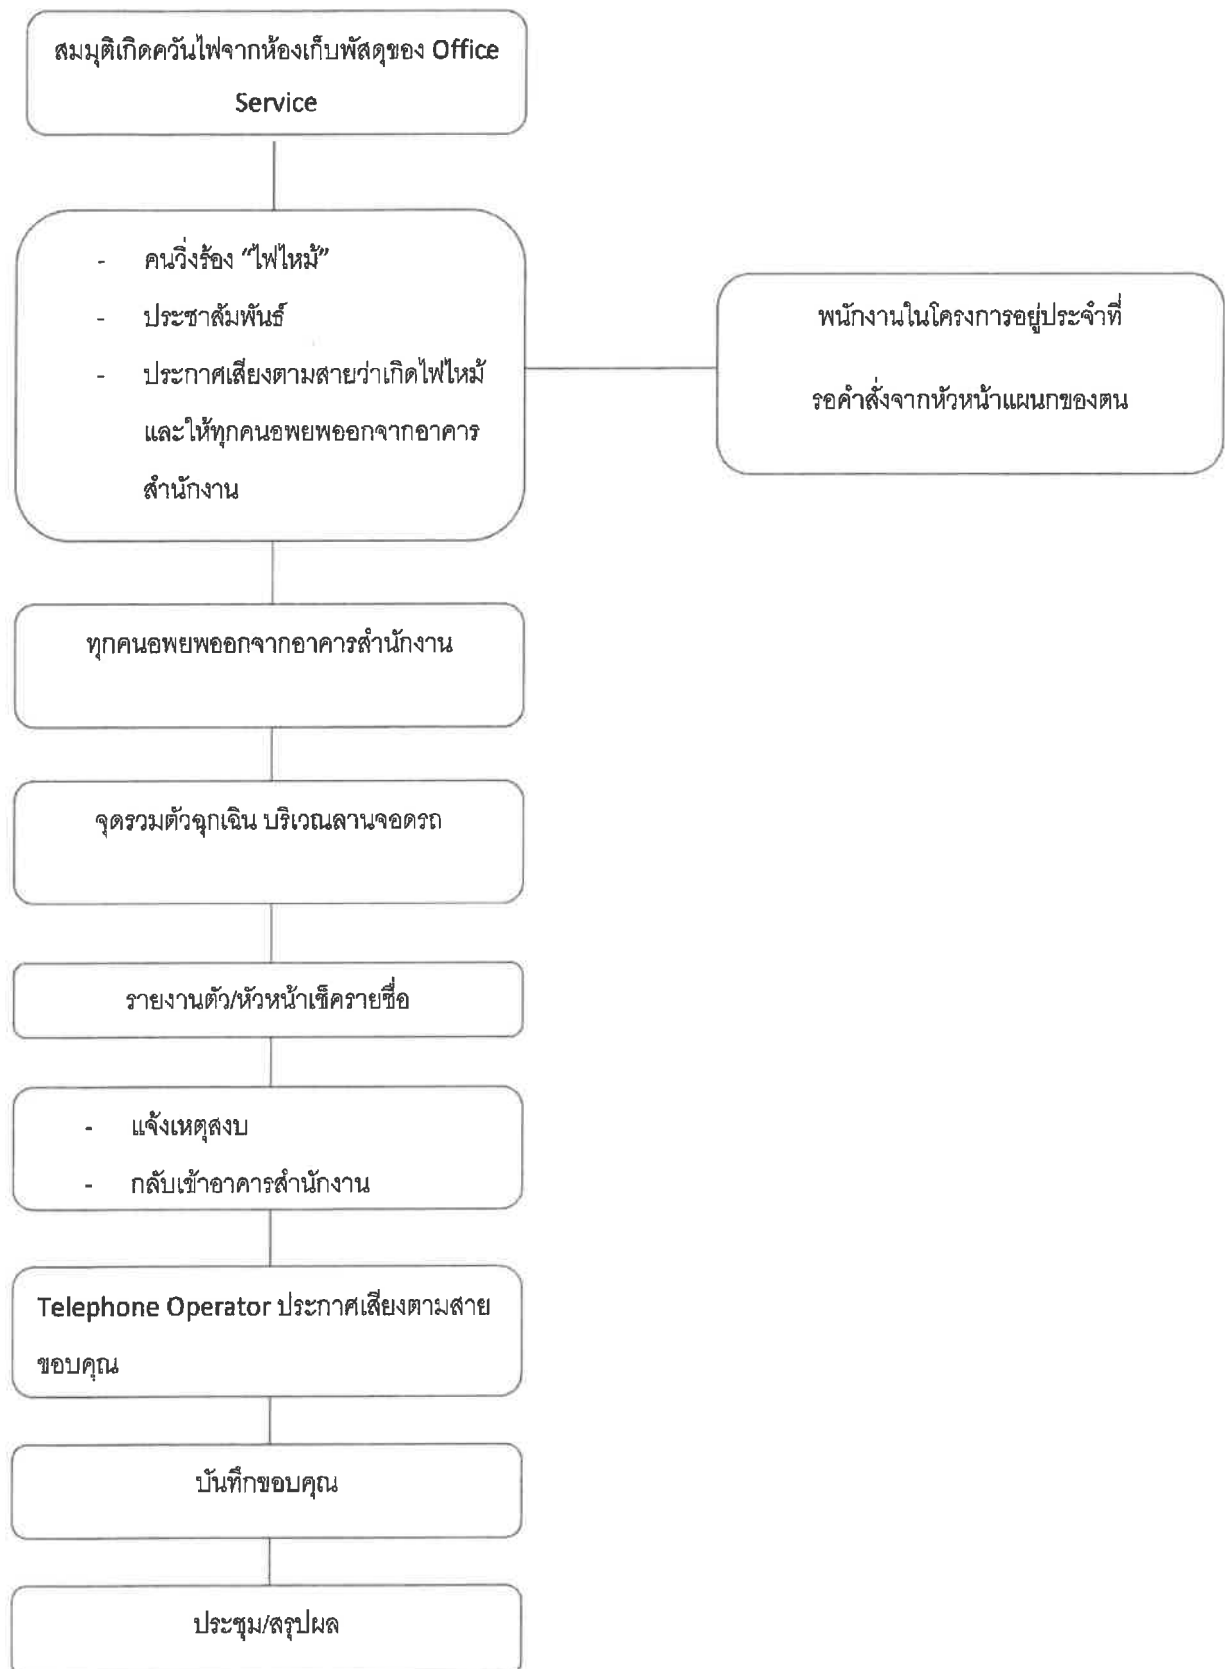 สมมุติเกิดควันไฟจากห้องเก็บพัสดุของ Office
Service
- คนวิ่งร้อง “ไฟไหม้”
- ประชาสัมพันธ์
- ประกาศเสียงตามสายว่าเกิดไฟไหม้
และให้ทุกคนอพยพออกจากอาคาร
สำนักงาน
พนักงานในโครงการอยู่ประจำที่
รอคำสั่งจากหัวหน้าแผนกของตน
ทุกคนอพยพออกจากอาคารสำนักงาน
จุดรวมตัวฉุกเฉิน บริเวณลานจอดรถ
รายงานตัว/หัวหน้าเช็ครายชื่อ
- แจ้งเหตุสงบ
- กลับเข้าอาคารสำนักงาน
Telephone Operator ประกาศเสียงตามสาย
ขอบคุณ
บันทึกขอบคุณ
ประชุม/สรุปผล